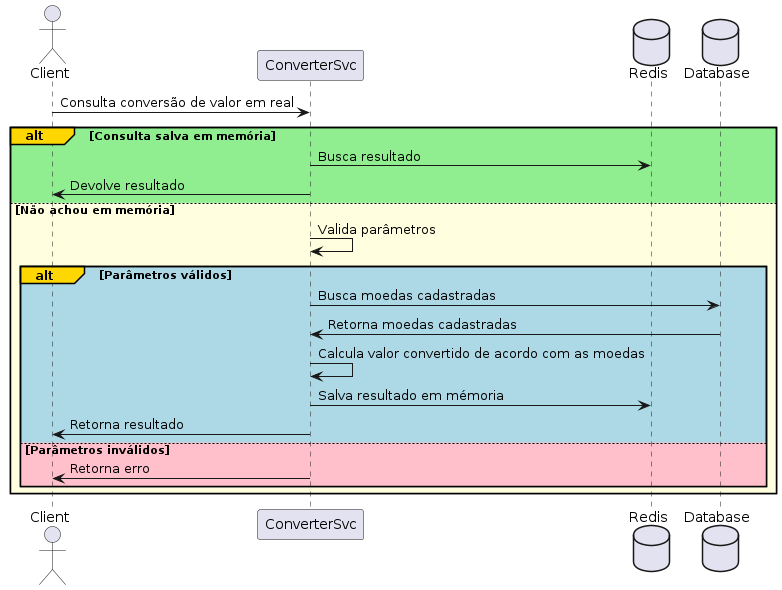 Client
ConverterSvc
Redis
Database
Consulta conversão de valor em real
alt
[Consulta salva em memória]
Busca resultado
Devolve resultado
[Não achou em memória]
Valida parâmetros
alt
[Parâmetros válidos]
Busca moedas cadastradas
Retorna moedas cadastradas
Calcula valor convertido de acordo com as moedas
Salva resultado em mémoria
Retorna resultado
[Parâmetros inválidos]
Retorna erro
Client
ConverterSvc
Redis
Database